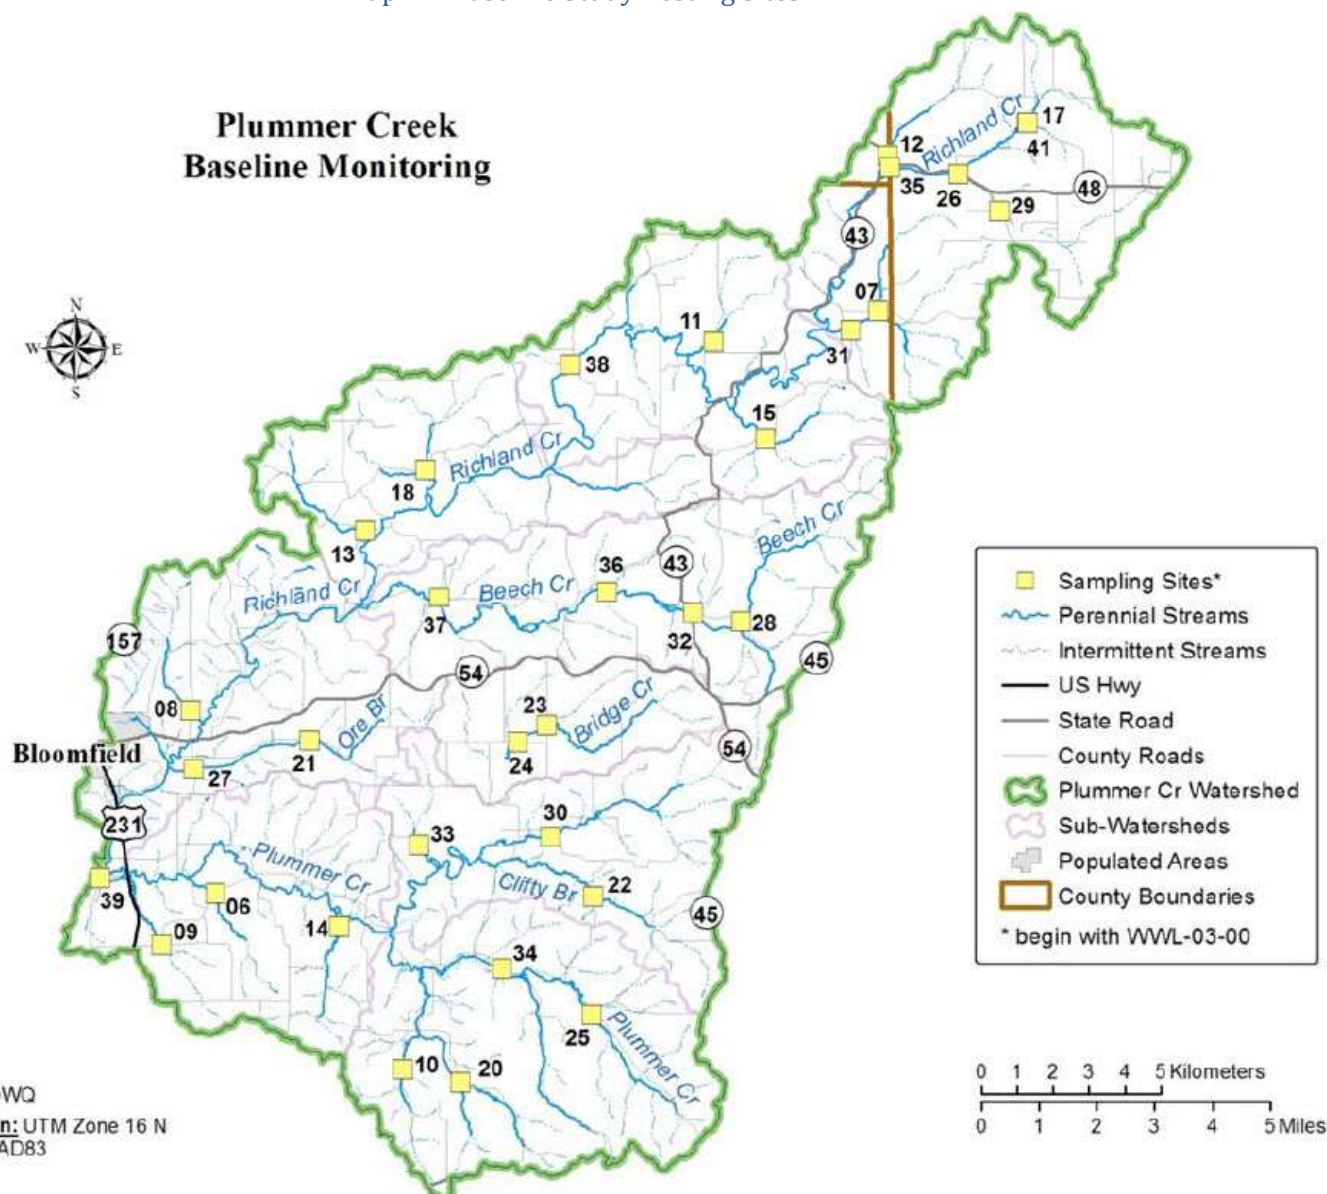 Plummer Creek
Baseline Monitoring
N
W E
S
17
12
Richland Cr
41
35
26
48
29
43
07
11
31
38
15
Richland Cr
18
Beech Cr
13
43
36
Beech Cr
Richland Cr
37
32
28
157
45
54
23
Bridge Cr
08
Ore Br
54
Bloomfield
24
21
27
30
231
33
Plummer Cr
Clifty Br
22
39
06
45
14
09
34
25
Plummer Cr
10
20
Sampling Sites*
Perennial Streams
Intermittent Streams
US Hwy
State Road
County Roads
Plummer Cr Watershed
Sub-Watersheds
Populated Areas
County Boundaries
* begin with WWL-03-00
0 1 2 3 4 5 Kilometers
0 1 2 3 4 5 Miles
WQ
n: UTM Zone 16 N
AD83